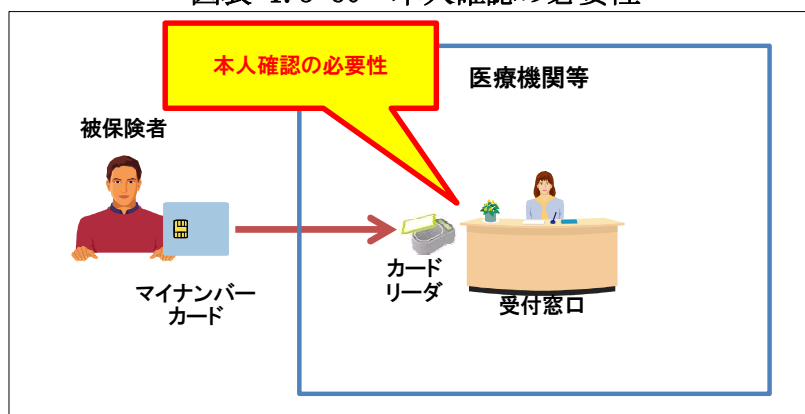 本人確認の必要性
医療機関等
被保険者
マイナンバー
カード
カード
リーダ
受付窓口